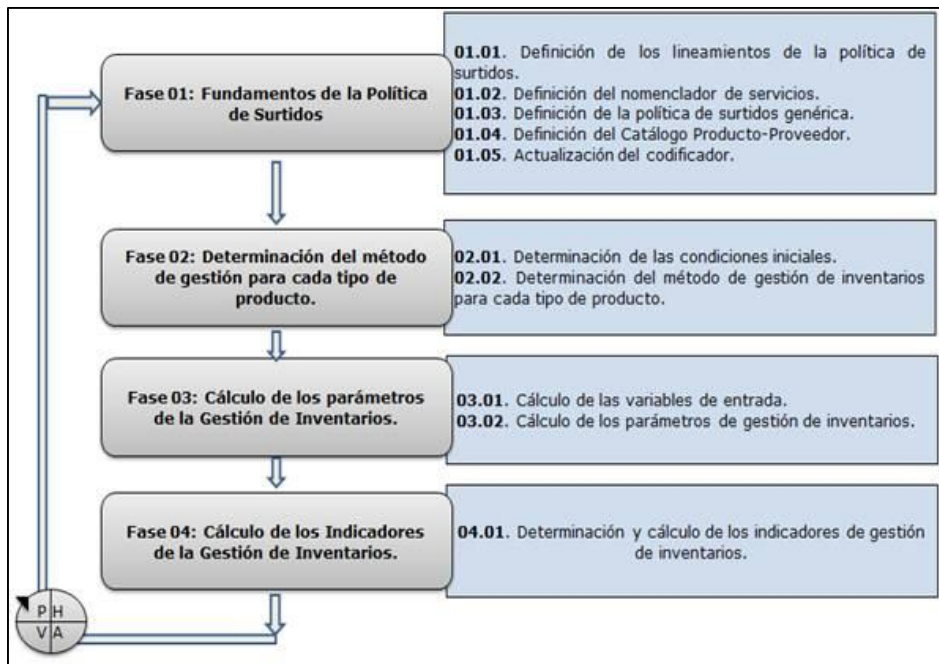 Fase 01: Fundamentos de la Política
de Surtidos
01.01. Definición de los lineamientos de la política de
surtidos.
01.02. Definición del nomenclador de servicios.
01.03. Definición de la política de surtidos genérica.
01.04. Definición del Catálogo Producto-Proveedor.
01.05. Actualización del codificador.
Fase 02: Determinación del método
de gestión para cada tipo de
producto.
02.01. Determinación de las condiciones iniciales.
02.02. Determinación del método de gestión de inventarios
para cada tipo de producto.
Fase 03: Cálculo de los parámetros
de la Gestión de Inventarios.
03.01. Cálculo de las variables de entrada.
03.02. Cálculo de los parámetros de gestión de inventarios.
Fase 04: Cálculo de los Indicadores
de la Gestión de Inventarios.
04.01. Determinación y cálculo de los indicadores de gestión
de inventarios.
P H
V A